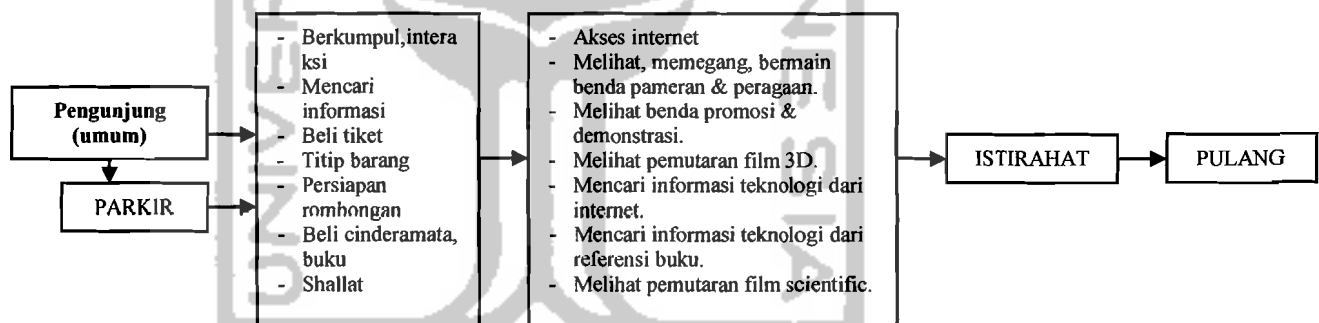 Pengunjung
(umum)
PARKIR
- Berkumpul,intera
ksi
- Mencari
informasi
- Beli tiket
- Titip barang
- Persiapan
rombongan
- Beli cinderamata,
buku
- Shallat
- Akses internet
- Melihat, memegang, bermain
benda pameran & peragaan.
- Melihat benda promosi &
demonstrasi.
- Melihat pemutaran film 3D.
- Mencari informasi teknologi dari
internet.
- Mencari informasi teknologi dari
referensi buku.
- Melihat pemutaran film scientific.
ISTIRAHAT
PULANG